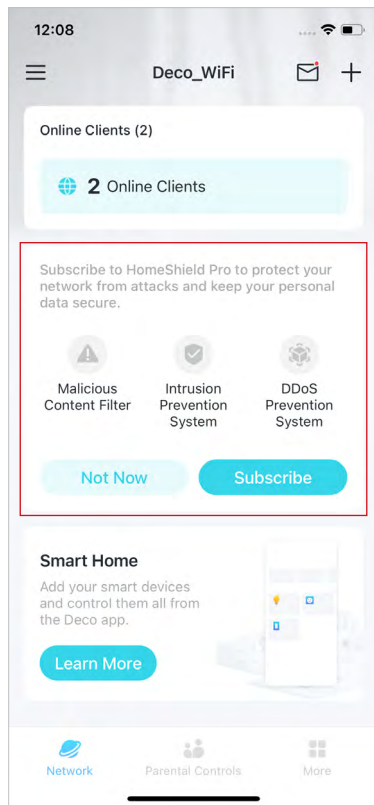 12:08
Deco_WiFi
Online Clients (2)
2 Online Clients
Subscribe to HomeShield Pro to protect your
network from attacks and keep your personal
data secure.
Malicious
Content Filter
Intrusion
Prevention
System
DDoS
Prevention
System
Not Now
Subscribe
Smart Home
Add your smart devices
and control them all from
the Deco app.
Learn More
Network
Parental Controls
More